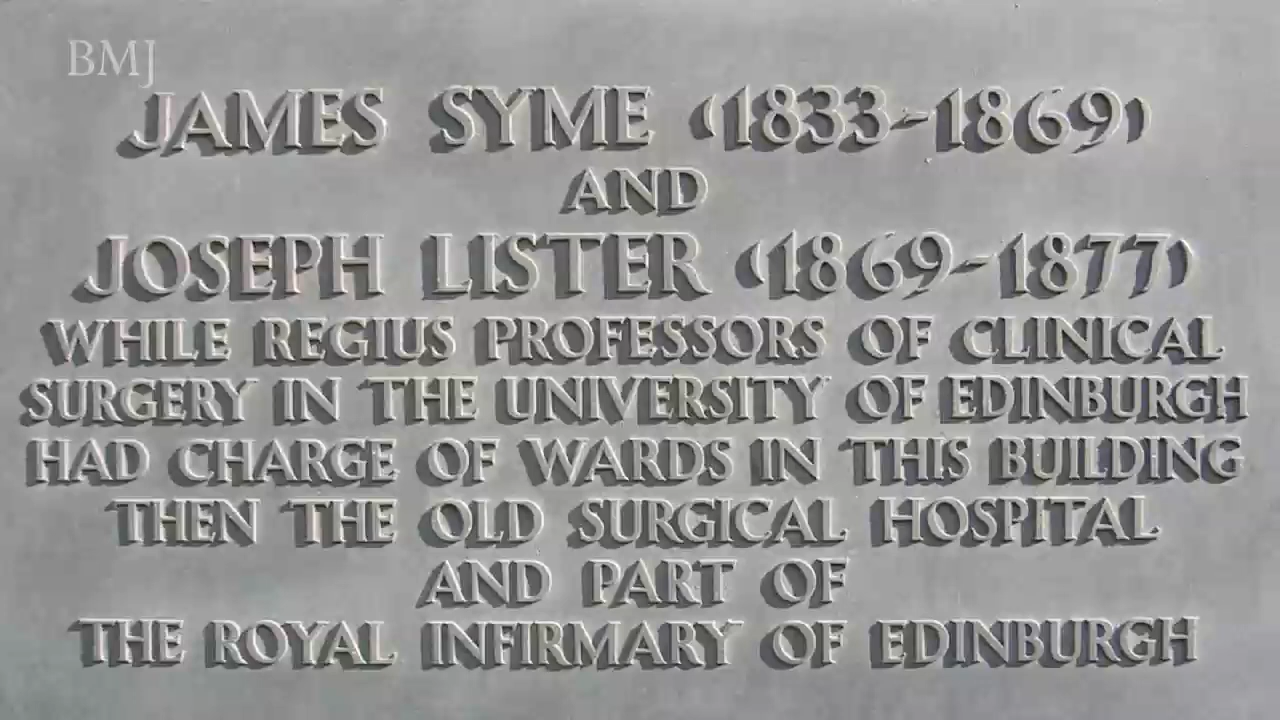 BMJ
JAMES SYME (1833-1869)
AND
JOSEPH LISTER (1869-1877)
WHILE REGIUS PROFESSORS OF CLINICAL
SURGERY IN THE UNIVERSITY OF EDINBURGH
HAD CHARGE OF WARDS IN THIS BUILDING
THEN THE OLD SURGICAL HOSPITAL
AND PART OF
THE ROYAL INFIRMARY OF EDINBURGH